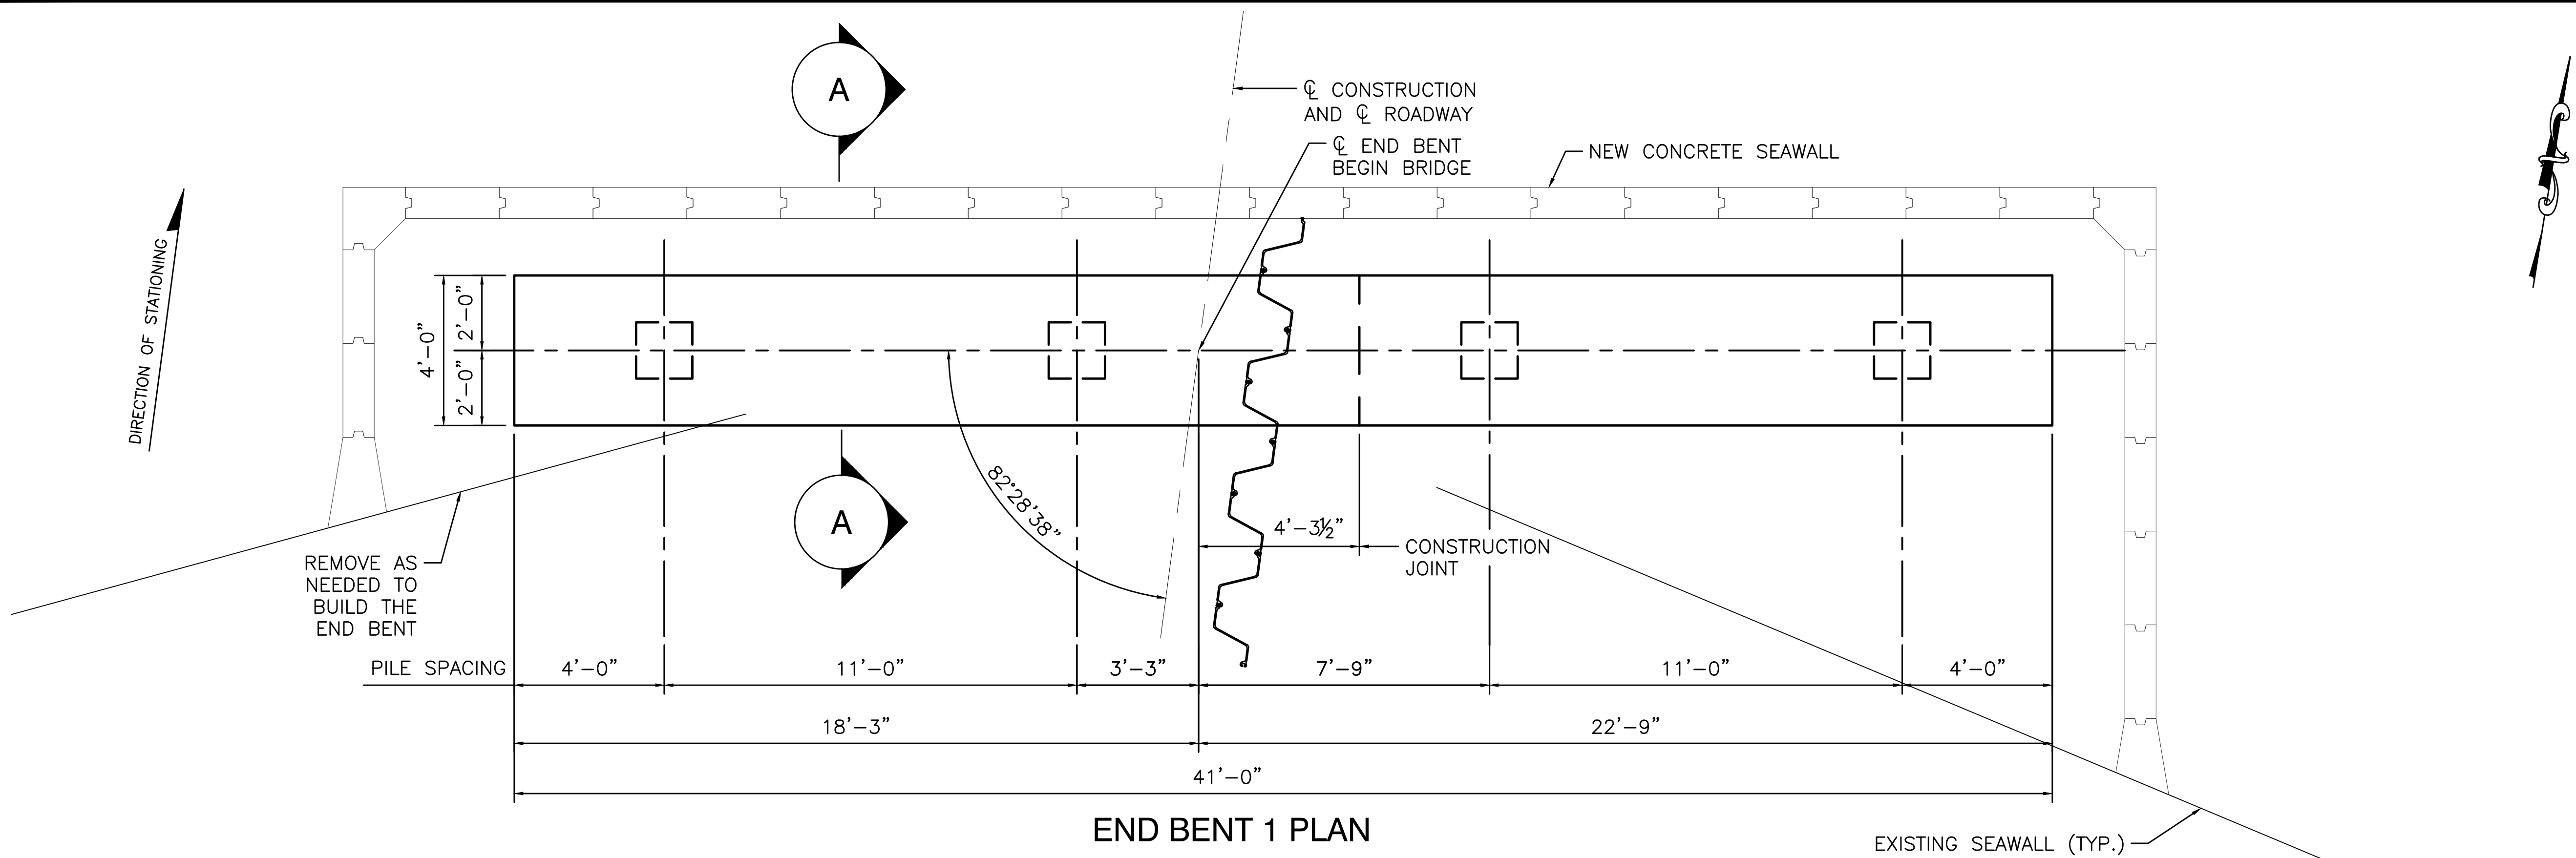 A
℄ CONSTRUCTION
AND ℄ ROADWAY
℄ END BENT
BEGIN BRIDGE
NEW CONCRETE SEAWALL
DIRECTION OF STATIONING
4'-0"
2'-0"
2'-0"
82°28'38"
A
4'-3½"
CONSTRUCTION
JOINT
REMOVE AS
NEEDED TO
BUILD THE
END BENT
PILE SPACING
4'-0"
11'-0"
3'-3"
7'-9"
11'-0"
4'-0"
18'-3"
22'-9"
41'-0"
END BENT 1 PLAN
EXISTING SEAWALL (TYP.)